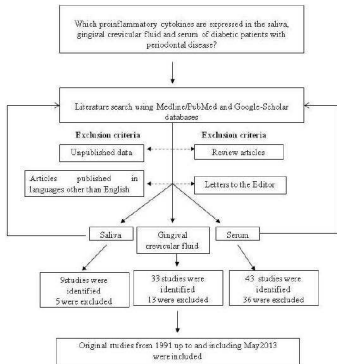 Which proinflammatory cytokines are expressed in the saliva,
gingival crevicular fluid and serum of diabetic patients with
periodontal disease?
Literature search using Medline/PubMed and Google-Scholar
databases
Exclusion criteria
Exclusion criteria
Unpublished data
Review articles
Articles published in
languages other than English
Letters to the Editor
Saliva
Gingival
crevicular fluid
Serum
9studies were
identified
5 were excluded
33 studies were
identified
13 were excluded
43 studies were
identified
36 were excluded
Original studies from 1991 up to and including May2013
were included